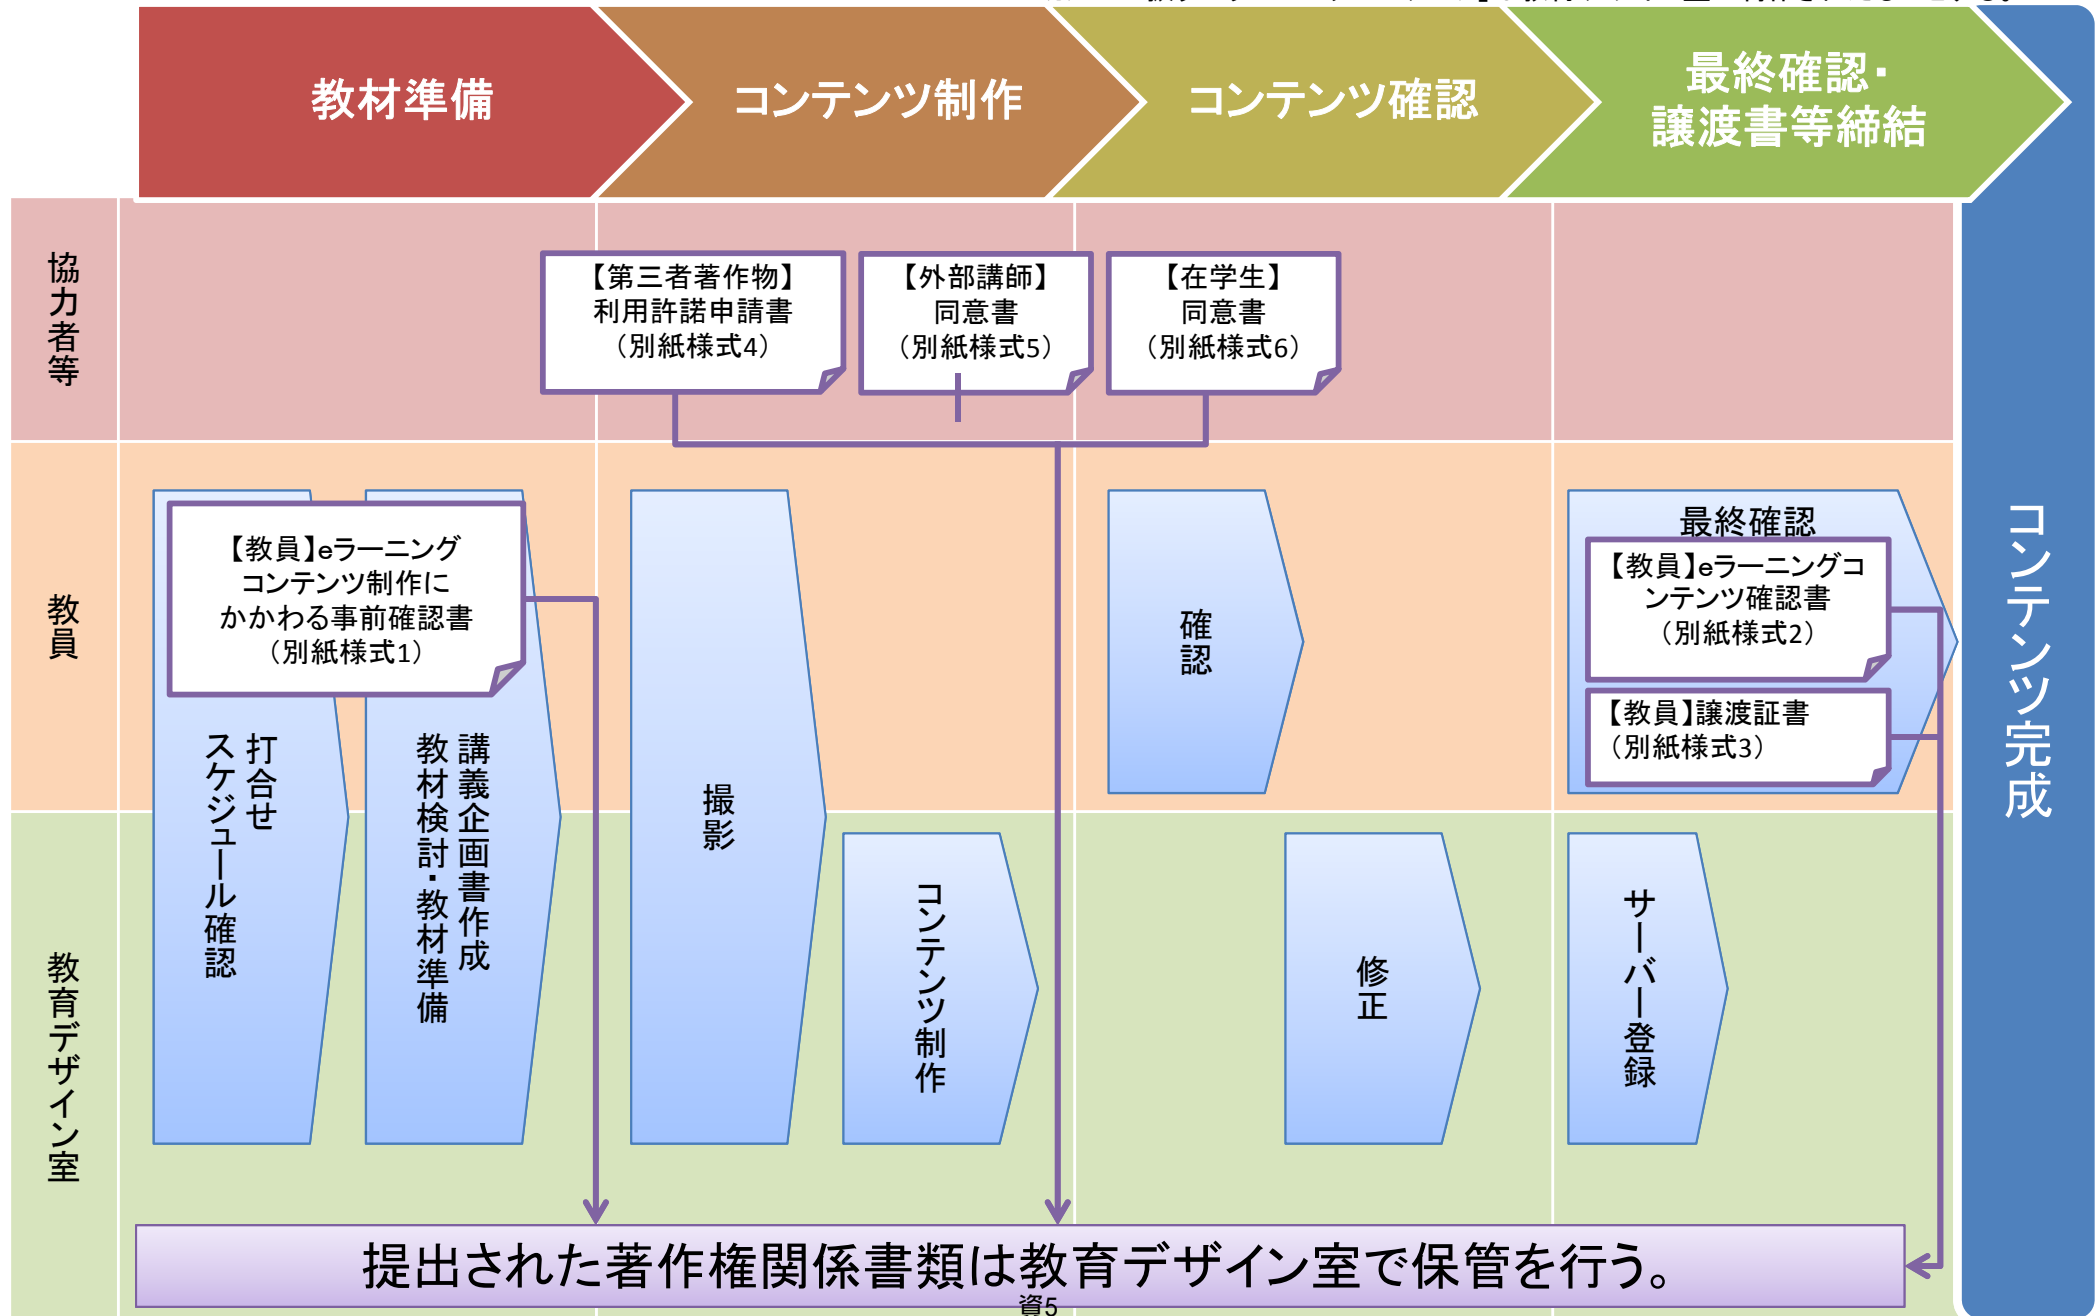 教材準備
コンテンツ制作
コンテンツ確認
最終確認・
譲渡書等締結
協力者等
【第三者著作物】
利用許諾申請書
（別紙様式4）
【外部講師】
同意書
（別紙様式5）
【在学生】
同意書
（別紙様式6）
教員
【教員】eラーニング
コンテンツ制作に
かかわる事前確認書
（別紙様式1）
打合せ
スケジュール確認
講義企画書作成
教材検討・教材準備
撮影
確認
最終確認
【教員】eラーニングコ
ンテンツ確認書
（別紙様式2）
【教員】譲渡証書
（別紙様式3）
コンテンツ完成
教育デザイン室
コンテンツ制作
修正
サーバー登録
提出された著作権関係書類は教育デザイン室で保管を行う。
資5